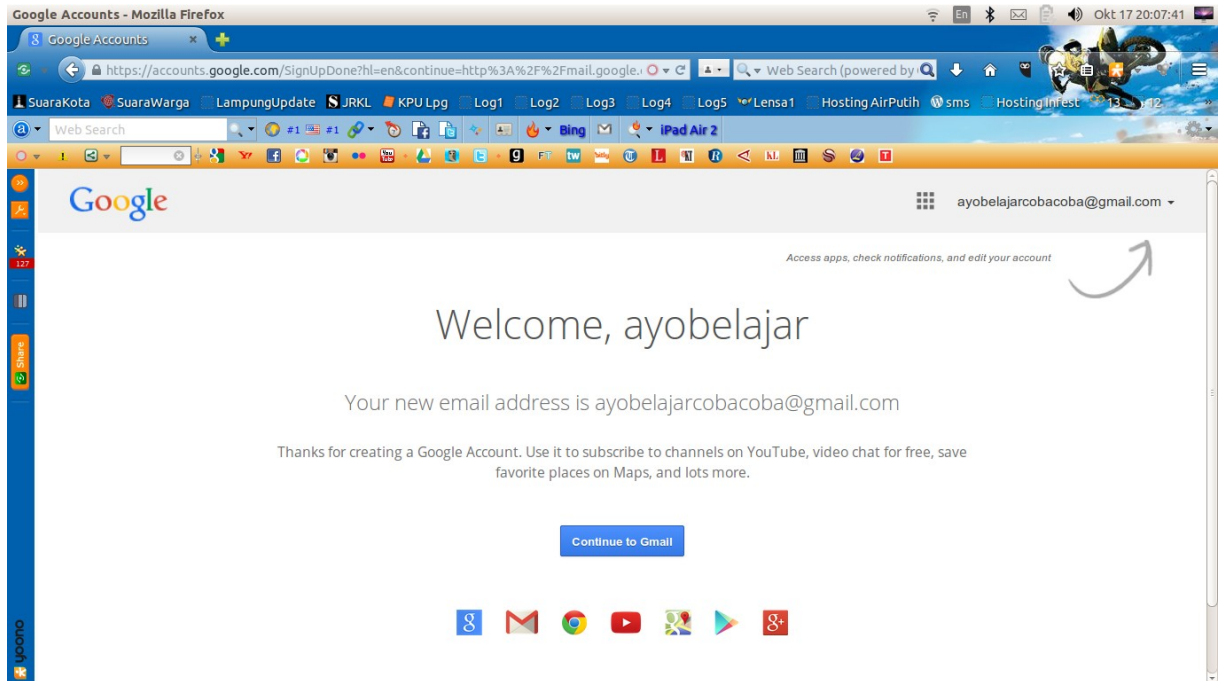 Google Accounts - Mozilla Firefox
En
Okt 17 20:07:41
Google Accounts
https://accounts.google.com/SignUpDone?hl=en&continue=http%3A%2F%2Fmail.google.
Web Search (powered by
SuaraKota SuaraWarga LampungUpdate JRKL KPU Lpg Log1 Log2 Log3 Log4 Log5 Lensa1 Hosting AirPutih sms Hosting Infest
Web Search #1 #1 Bing iPad Air 2
Google
ayobelajarcobacoba@gmail.com
127
Access apps, check notifications, and edit your account
Welcome, ayobelajar
Share
Your new email address is ayobelajarcobacoba@gmail.com
Thanks for creating a Google Account. Use it to subscribe to channels on YouTube, video chat for free, save
favorite places on Maps, and lots more.
Continue to Gmail
yoono